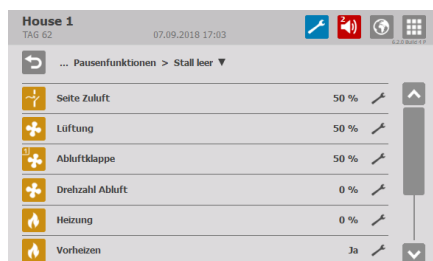 House 1
TAG 62
07.09.2018 17:03
2
... Pausenfunktionen > Stall leer ▼
Seite Zuluft 50 %
Lüftung 50 %
1
Abluftklappe 50 %
Drehzahl Abluft 0 %
Heizung 0 %
Vorheizen Ja